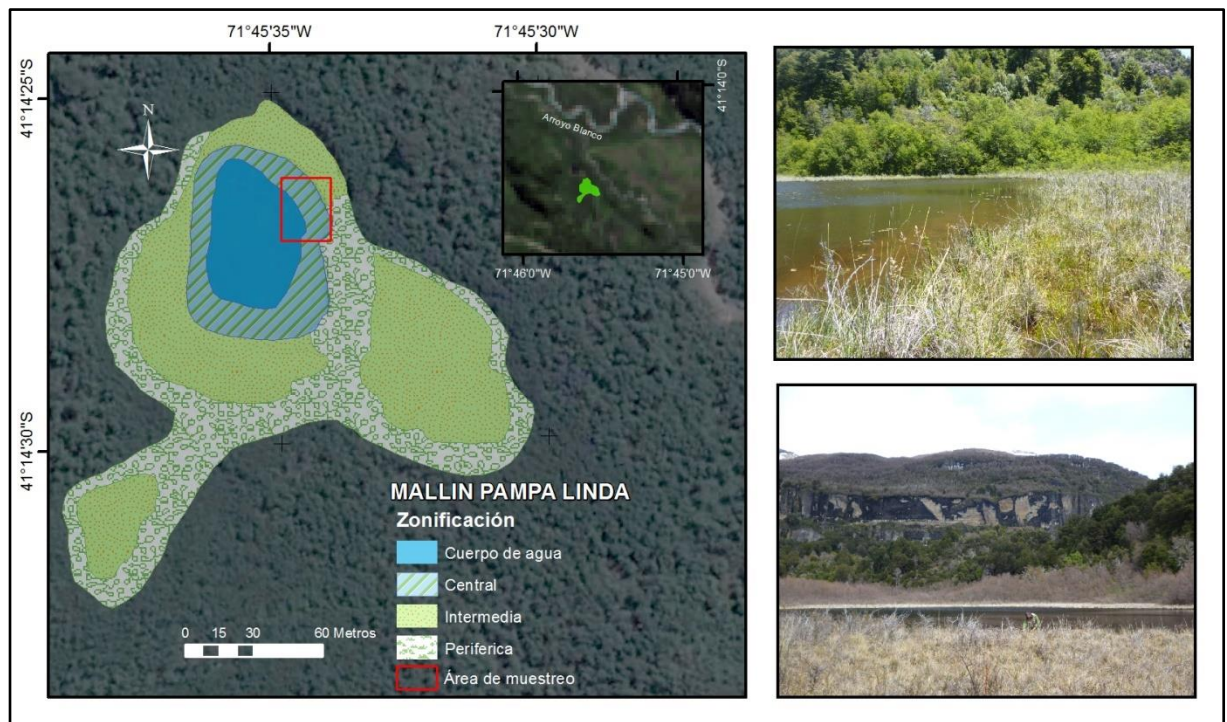 71°45'35"W
71°45'30"W
41°14'25"S
41°14'30"S
N
41°14'0"S
Arroyo Blanco
71°46'0"W
71°45'0"W
MALLIN PAMPA LINDA
Zonificación
Cuerpo de agua
Central
Intermedia
Periferica
Área de muestreo
0 15 30 60 Metros